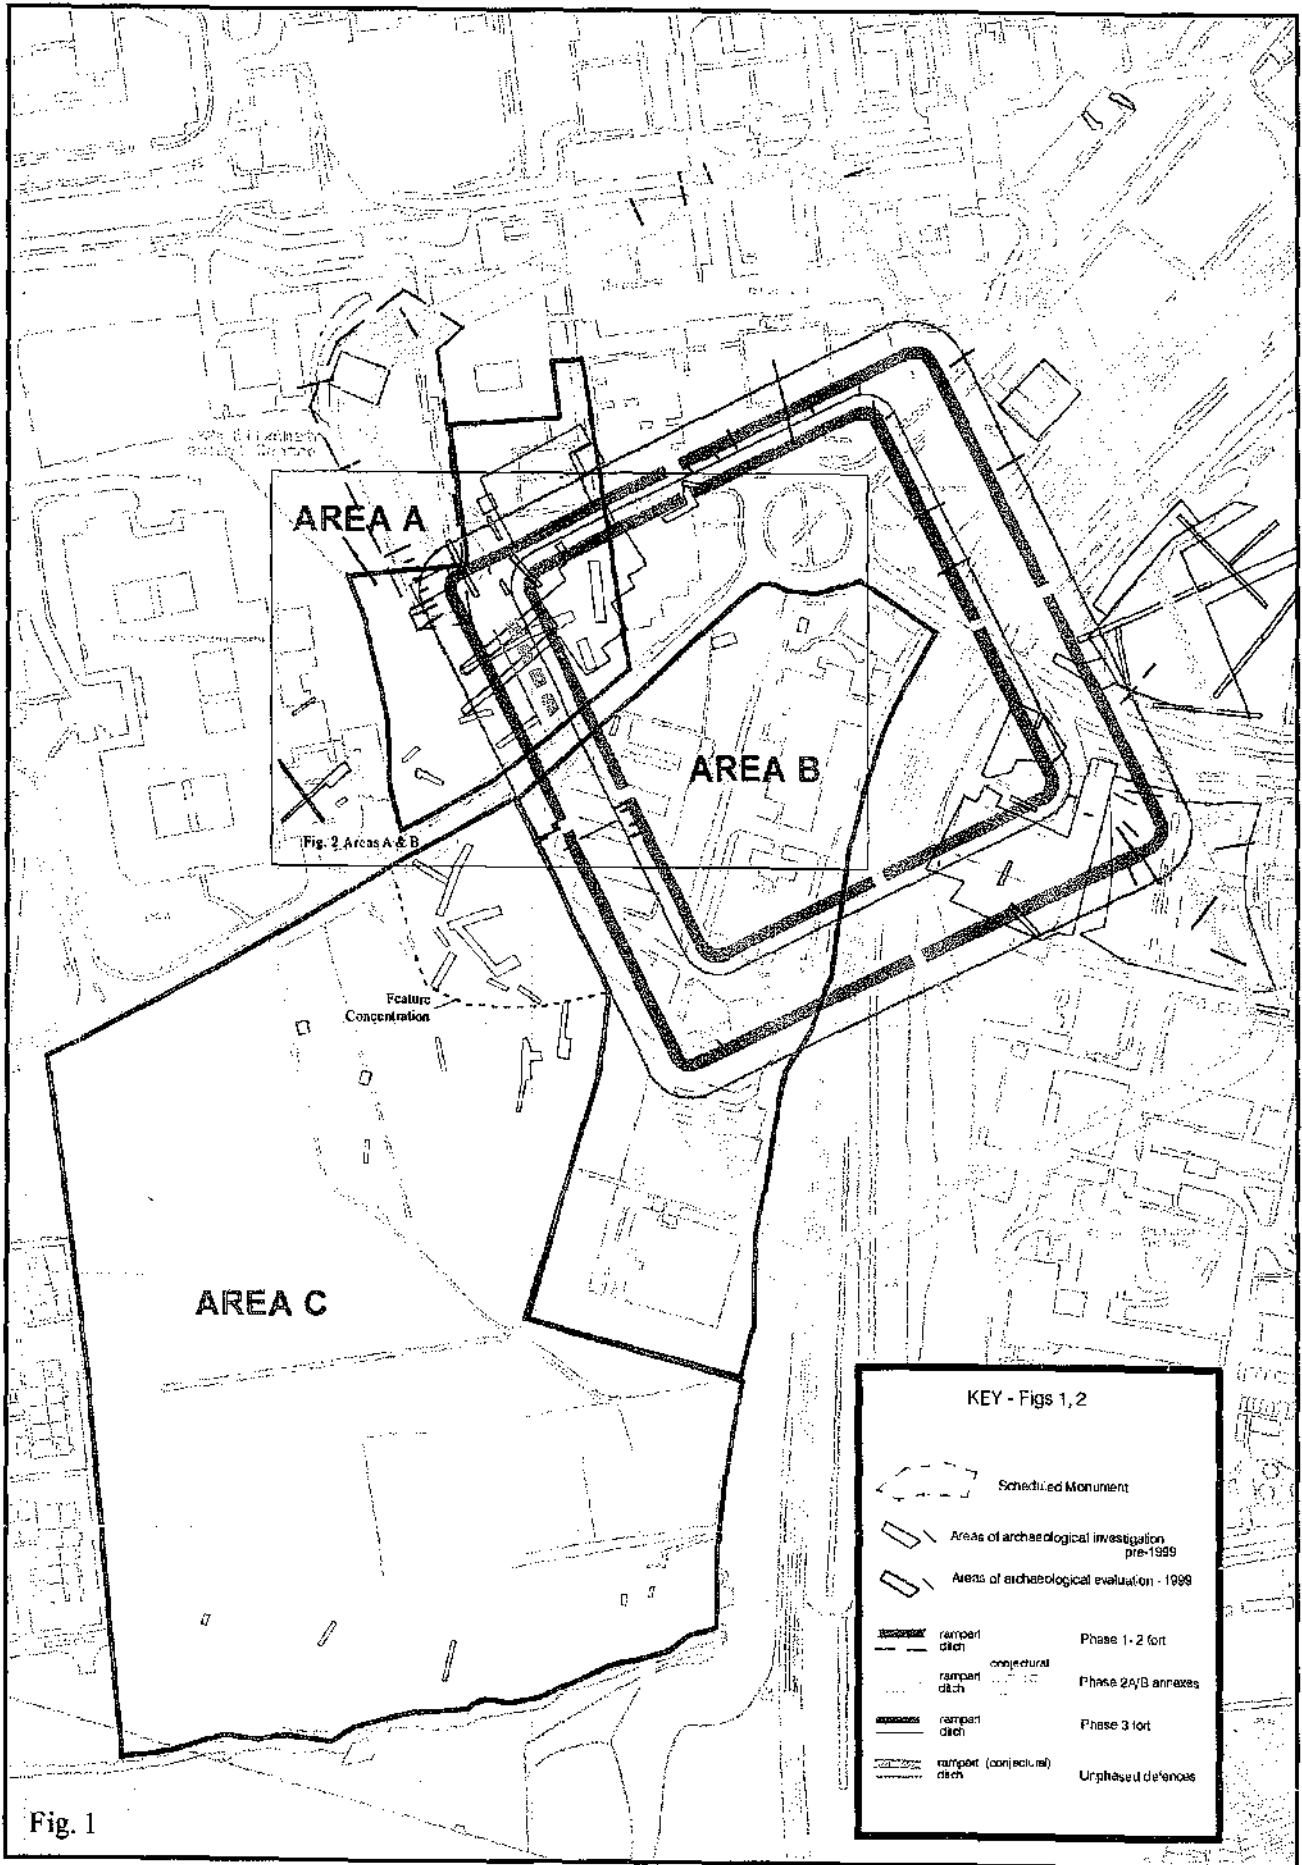 AREA A
AREA B
Fig. 2 Areas A & B
Feature
Concentration
AREA C
KEY - Figs 1, 2
Scheduled Monument
Areas of archaeological investigation
pre-1999
Areas of archaeological evaluation - 1999
rampart
ditch
Phase 1-2 fort
conjectural
rampart
ditch
Phase 2A/B annexes
rampart
ditch
Phase 3 fort
rampart (conjectural)
ditch
Unphased defences
Fig. 1